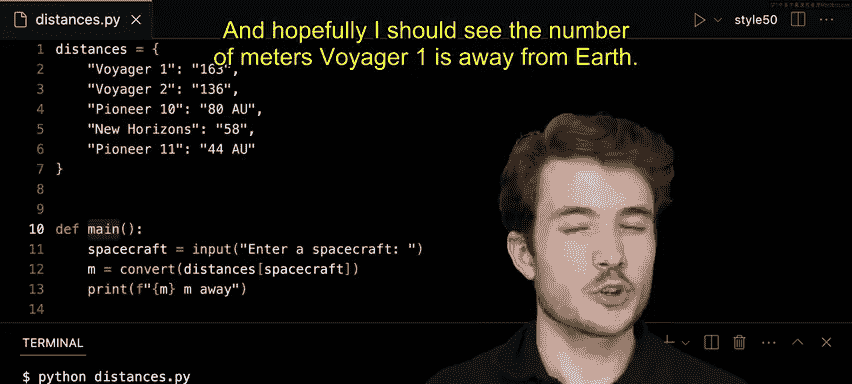 distances.py
style50
And hopefully I should see the number
of meters Voyager 1 is away from Earth.
1 distances = {
2 "Voyager 1": "163",
3 "Voyager 2": "136",
4 "Pioneer 10": "80 AU",
5 "New Horizons": "58",
6 "Pioneer 11": "44 AU"
7 }
8
9
10 def main():
11 spacecraft = input("Enter a spacecraft: ")
12 m = convert(distances[spacecraft])
13 print(f"{m} m away")
14
TERMINAL
$ python distances.py